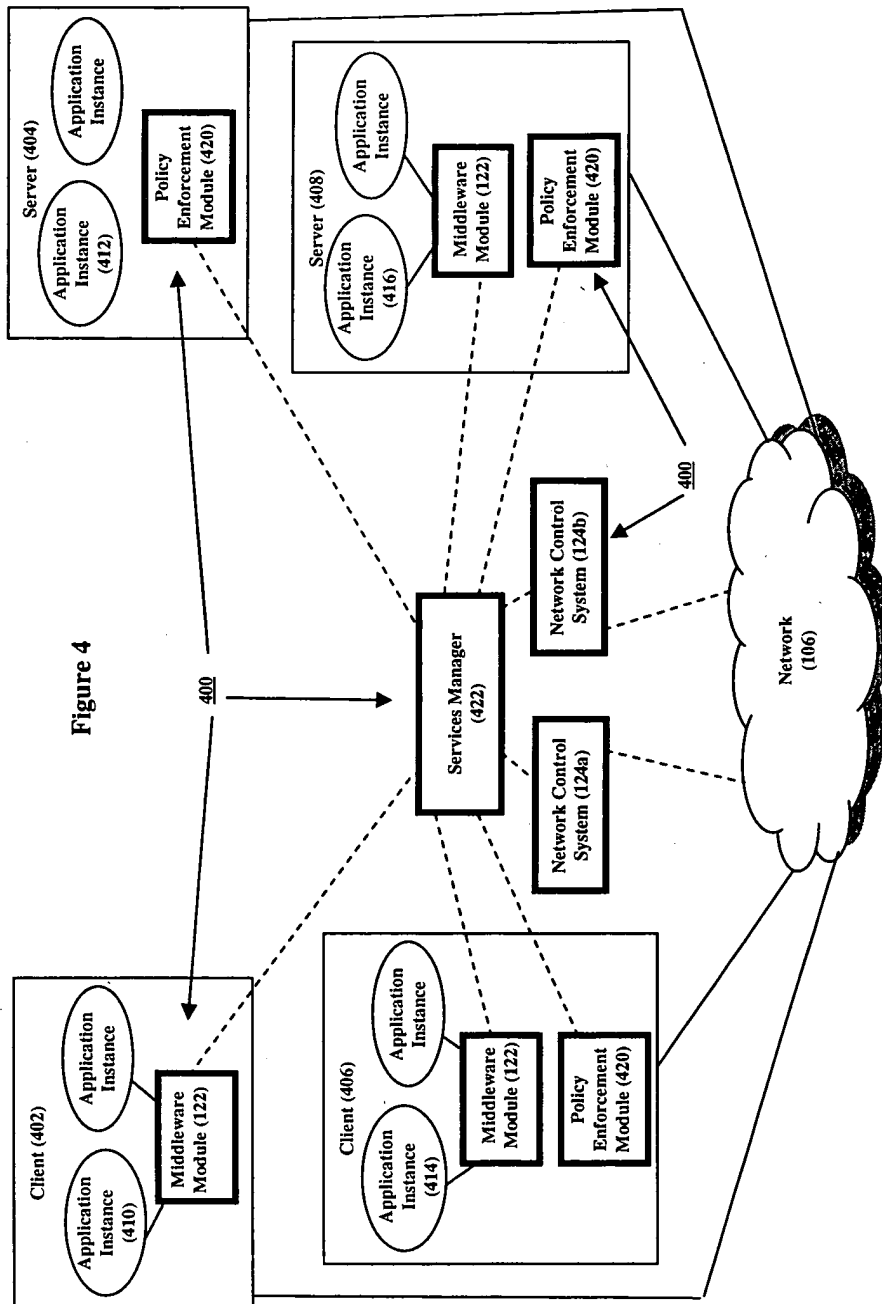 Figure 4
Client (402)
Application
Instance
(410)
Application
Instance
Middleware
Module (122)
400
Server (404)
Application
Instance
(412)
Application
Instance
Policy
Enforcement
Module (420)
Client (406)
Application
Instance
(414)
Application
Instance
Middleware
Module (122)
Policy
Enforcement
Module (420)
Services Manager
(422)
Network Control
System (124a)
Network Control
System (124b)
400
Server (408)
Application
Instance
(416)
Application
Instance
Middleware
Module (122)
Policy
Enforcement
Module (420)
Network
(106)